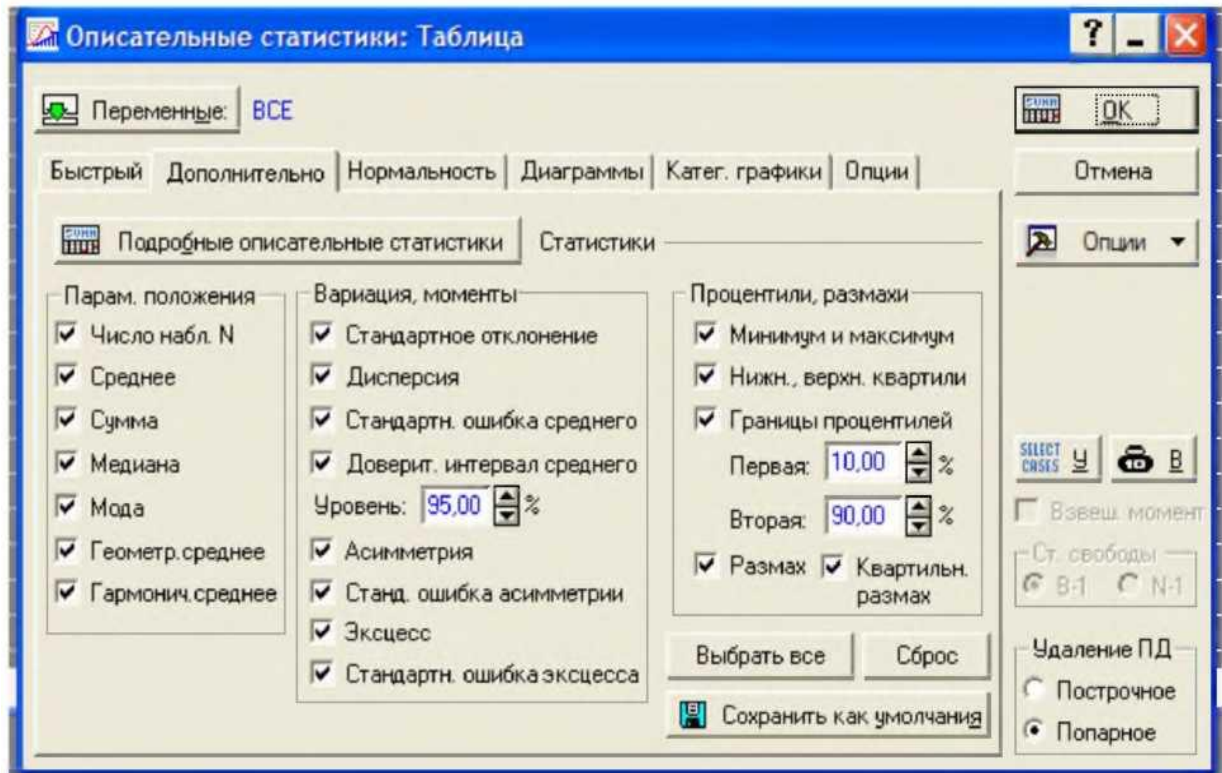 Описательные статистики: Таблица
?
Переменные: ВСЕ
OK
Быстрый Дополнительно Нормальность Диаграммы Катег. графики Опции
Отмена
Подробные описательные статистики Статистики
Опции
Парам. положения
Число набл. N
Среднее
Сумма
Медиана
Мода
Геометр.среднее
Гармонич.среднее
Вариация, моменты
Стандартное отклонение
Дисперсия
Стандартн. ошибка среднего
Доверит. интервал среднего
Уровень: 95,00 %
Асимметрия
Станд. ошибка асимметрии
Эксцесс
Стандартн. ошибка эксцесса
Процентили, размахи
Минимум и максимум
Нижн., верхн. квартили
Границы процентилей
Первая: 10,00 %
Вторая: 90,00 %
Размах Квартильн.
размах
Выбрать все Сброс
Сохранить как умолчания
SELECT
CASES У В
Взвеш. момент
Ст. свободы
В-1 N-1
Удаление ПД
Построчное
Попарное